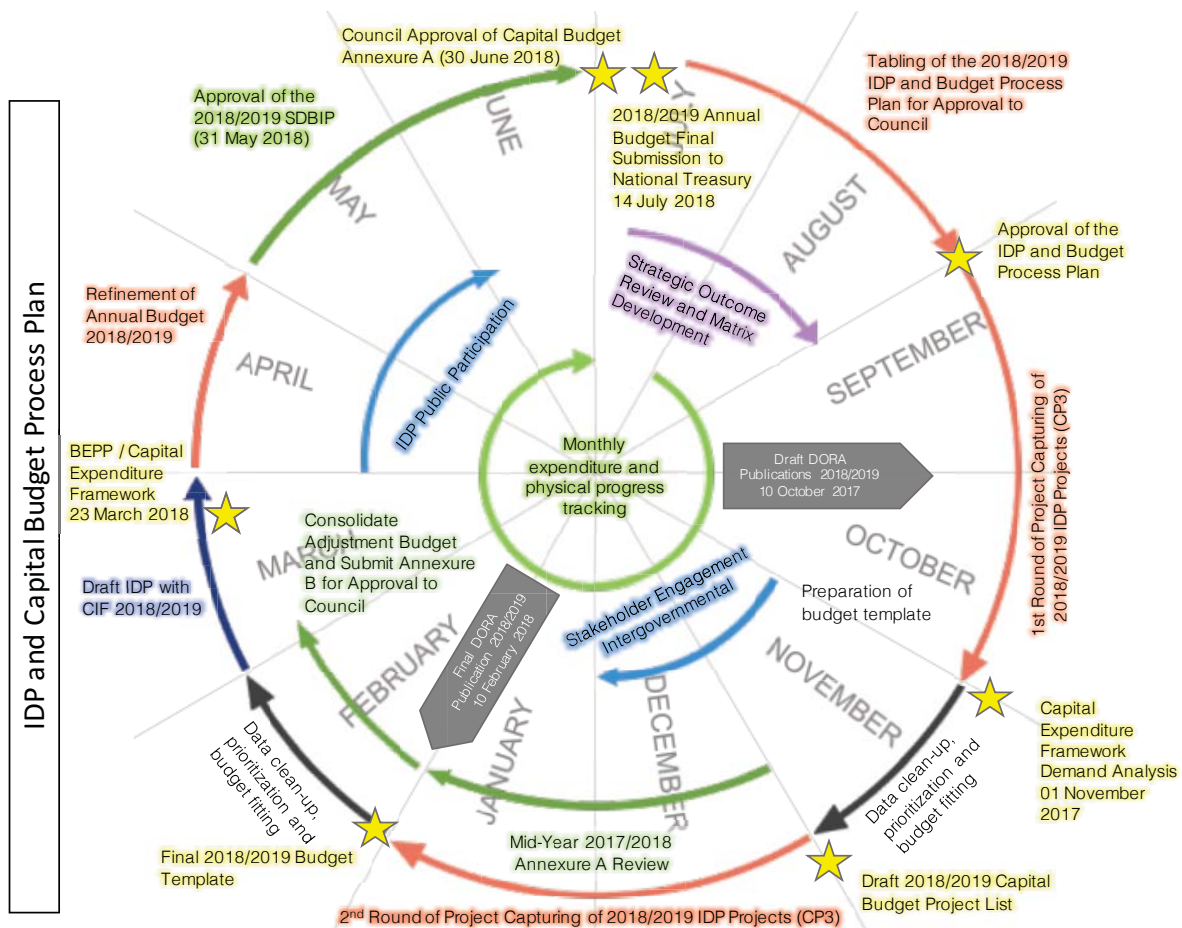 IDP and Capital Budget Process Plan
Council Approval of Capital Budget
Annexure A (30 June 2018)
Approval of the
2018/2019 SDBIP
(31 May 2018)
Tabling of the 2018/2019
IDP and Budget Process
Plan for Approval to
Council
JULY
2018/2019 Annual
Budget Final
Submission to
National Treasury
14 July 2018
AUGUST
Approval of the
IDP and Budget
Process Plan
Strategic Outcome
Review and Matrix
Development
SEPTEMBER
1st Round of Project Capturing of
2018/2019 IDP Projects (CP3)
Draft DORA
Publications 2018/2019
10 October 2017
OCTOBER
Preparation of
budget template
Capital
Expenditure
Framework
Demand Analysis
01 November
2017
NOVEMBER
Data clean-up,
prioritization and
budget fitting
Draft 2018/2019 Capital
Budget Project List
Stakeholder Engagement
Intergovernmental
DECEMBER
Mid-Year 2017/2018
Annexure A Review
2nd Round of Project Capturing of 2018/2019 IDP Projects (CP3)
JANUARY
Final DORA
Publication 2018/2019
10 February 2018
Final 2018/2019 Budget
Template
Data clean-up,
prioritization and
budget fitting
FEBRUARY
Consolidate
Adjustment Budget
and Submit Annexure
B for Approval to
Council
MARCH
Draft IDP with
CIF 2018/2019
BEPP / Capital
Expenditure
Framework
23 March 2018
APRIL
Refinement of
Annual Budget
2018/2019
IDP Public Participation
MAY
JUNE
Monthly
expenditure and
physical progress
tracking